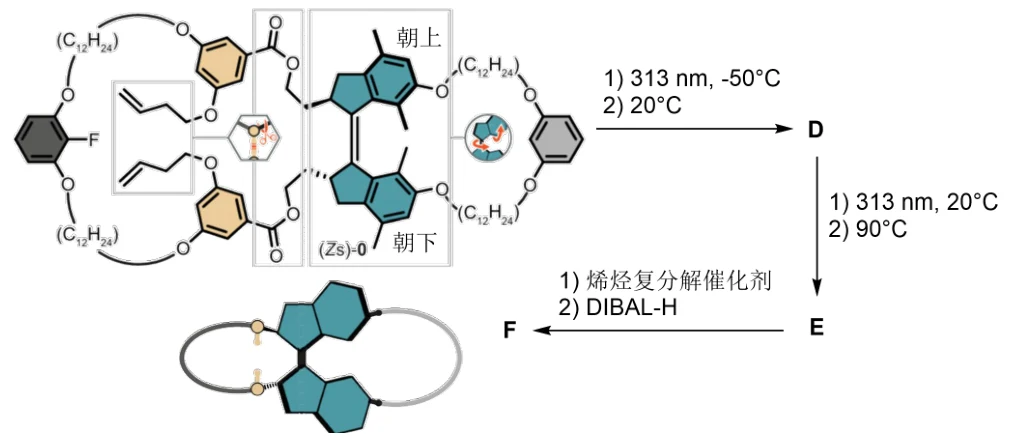 O
(C₁₂H₂₄)
O
O
O
朝上
(C₁₂H₂₄)
O
O
O
1) 313 nm, -50°C
2) 20°C
D
F
O
O
O
O
(C₁₂H₂₄)
O
O
O
朝下
(Zs)-0
O
(C₁₂H₂₄)
O
1) 313 nm, 20°C
2) 90°C
1) 烯烃复分解催化剂
2) DIBAL-H
F
E